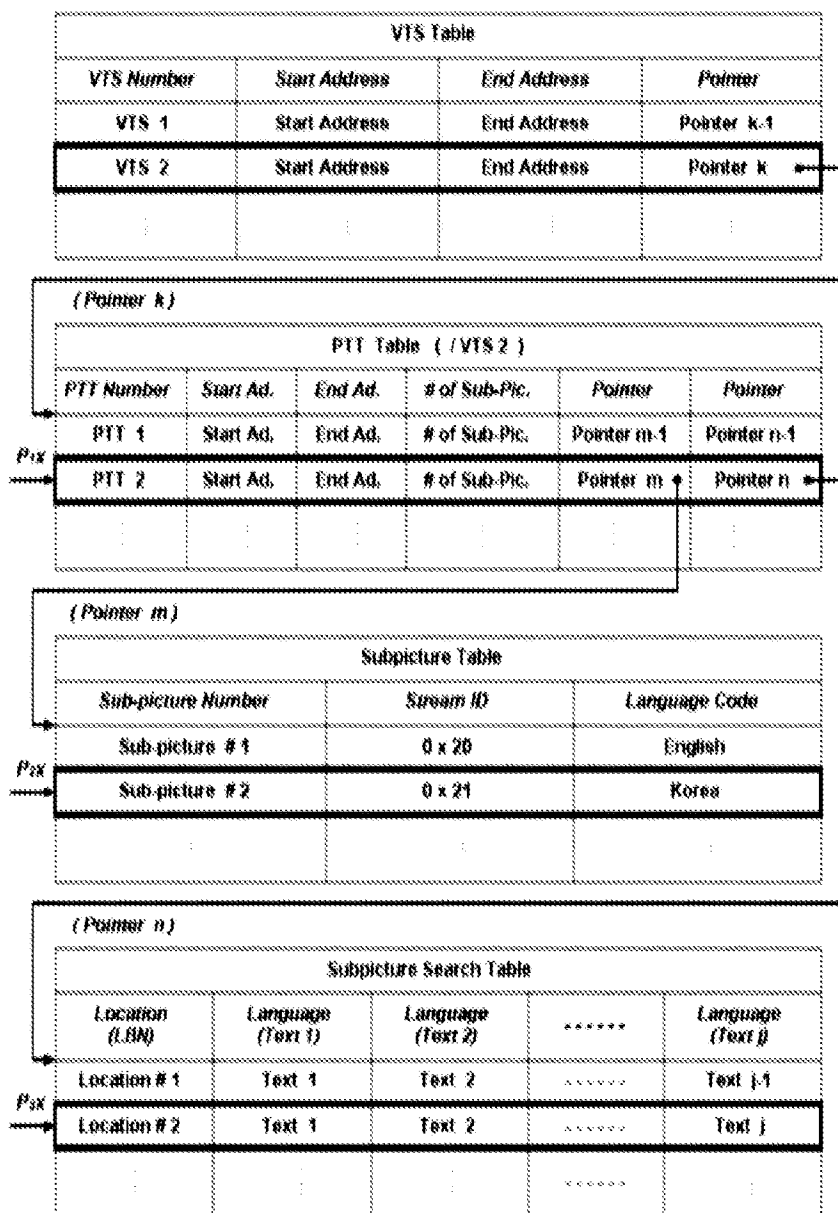 VTS Table
VTS Number Start Address End Address Pointer
VTS 1 Start Address End Address Pointer k-1
VTS 2 Start Address End Address Pointer k
(Pointer k)
PTT Table ( / VTS 2 )
PTT Number Start Ad. End Ad. # of Sub-Pic. Pointer Pointer
PTT 1 Start Ad. End Ad. # of Sub-Pic. Pointer m-1 Pointer n-1
P1x
PTT 2 Start Ad. End Ad. # of Sub-Pic. Pointer m Pointer n
(Pointer m)
Subpicture Table
Sub-picture Number Stream ID Language Code
Sub-picture # 1 0 x 20 English
P2x
Sub-picture # 2 0 x 21 Korea
(Pointer n)
Subpicture Search Table
Location (LBN) Language (Text 1) Language (Text 2) ...... Language (Text j)
Location # 1 Text 1 Text 2 ...... Text j-1
P3x
Location # 2 Text 1 Text 2 ...... Text j
......